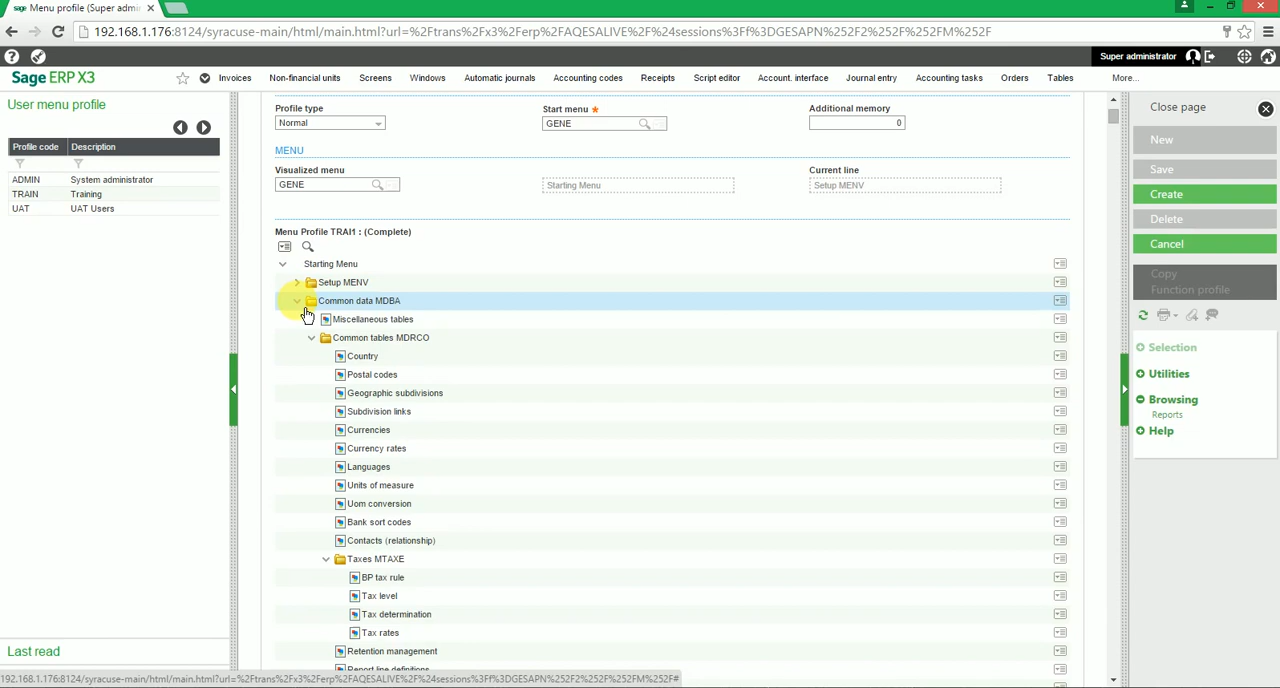 sage Menu profile (Super admin
192.168.1.176:8124/syracuse-main/html/main.html?url=%2Ftrans%2Fx3%2Ferp%2FQESALIVE%2F%24sessions%3Ff%3DGESAPN%252F2%252F%252FM%252F
Super administrator
Sage ERP X3
Invoices
Non-financial units
Screens
Windows
Automatic journals
Accounting codes
Receipts
Script editor
Account. interface
Journal entry
Accounting tasks
Orders
Tables
More...
User menu profile
Profile code Description
ADMIN System administrator
TRAIN Training
UAT UAT Users
Last read
Profile type
Normal
Start menu *
GENE
Additional memory
0
MENU
Visualized menu
GENE
Starting Menu
Current line
Setup MENV
Menu Profile TRAI1 : (Complete)
Starting Menu
Setup MENV
Common data MDBA
Miscellaneous tables
Common tables MDRCO
Country
Postal codes
Geographic subdivisions
Subdivision links
Currencies
Currency rates
Languages
Units of measure
Uom conversion
Bank sort codes
Contacts (relationship)
Taxes MTAXE
BP tax rule
Tax level
Tax determination
Tax rates
Retention management
Report line definitions
Close page
New
Save
Create
Delete
Cancel
Copy
Function profile
Selection
Utilities
Browsing
Reports
Help
192.168.1.176:8124/syracuse-main/html/main.html?url=%2Ftrans%2Fx3%2Ferp%2FQESALIVE%2F%24sessions%3Ff%3DGESAPN%252F2%252F%252FM%252F#